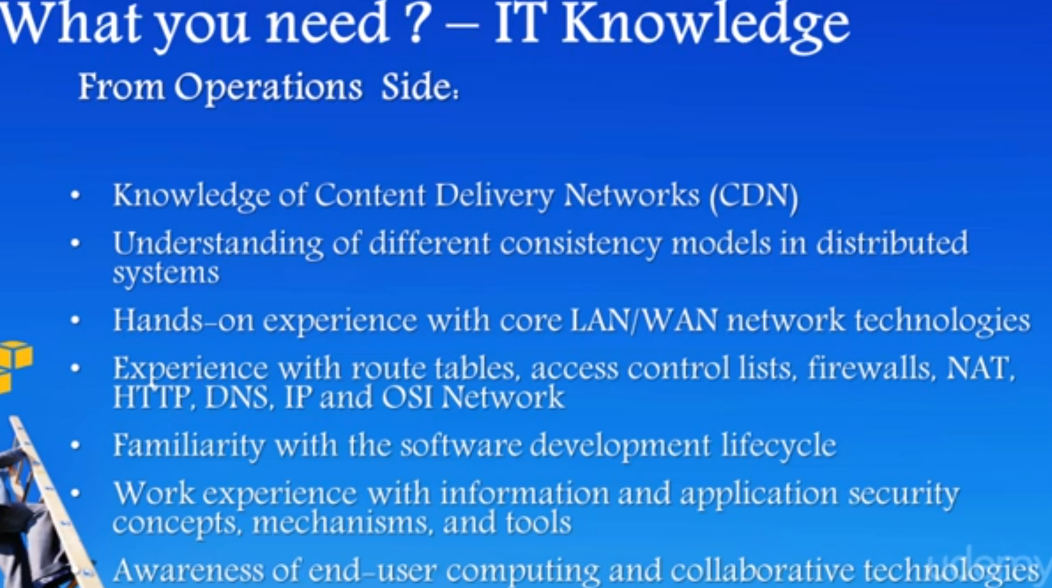 What you need ? – IT Knowledge
From Operations Side:
• Knowledge of Content Delivery Networks (CDN)
• Understanding of different consistency models in distributed
systems
• Hands-on experience with core LAN/WAN network technologies
• Experience with route tables, access control lists, firewalls, NAT,
HTTP, DNS, IP and OSI Network
• Familiarity with the software development lifecycle
• Work experience with information and application security
concepts, mechanisms, and tools
• Awareness of end-user computing and collaborative technologies
udemy